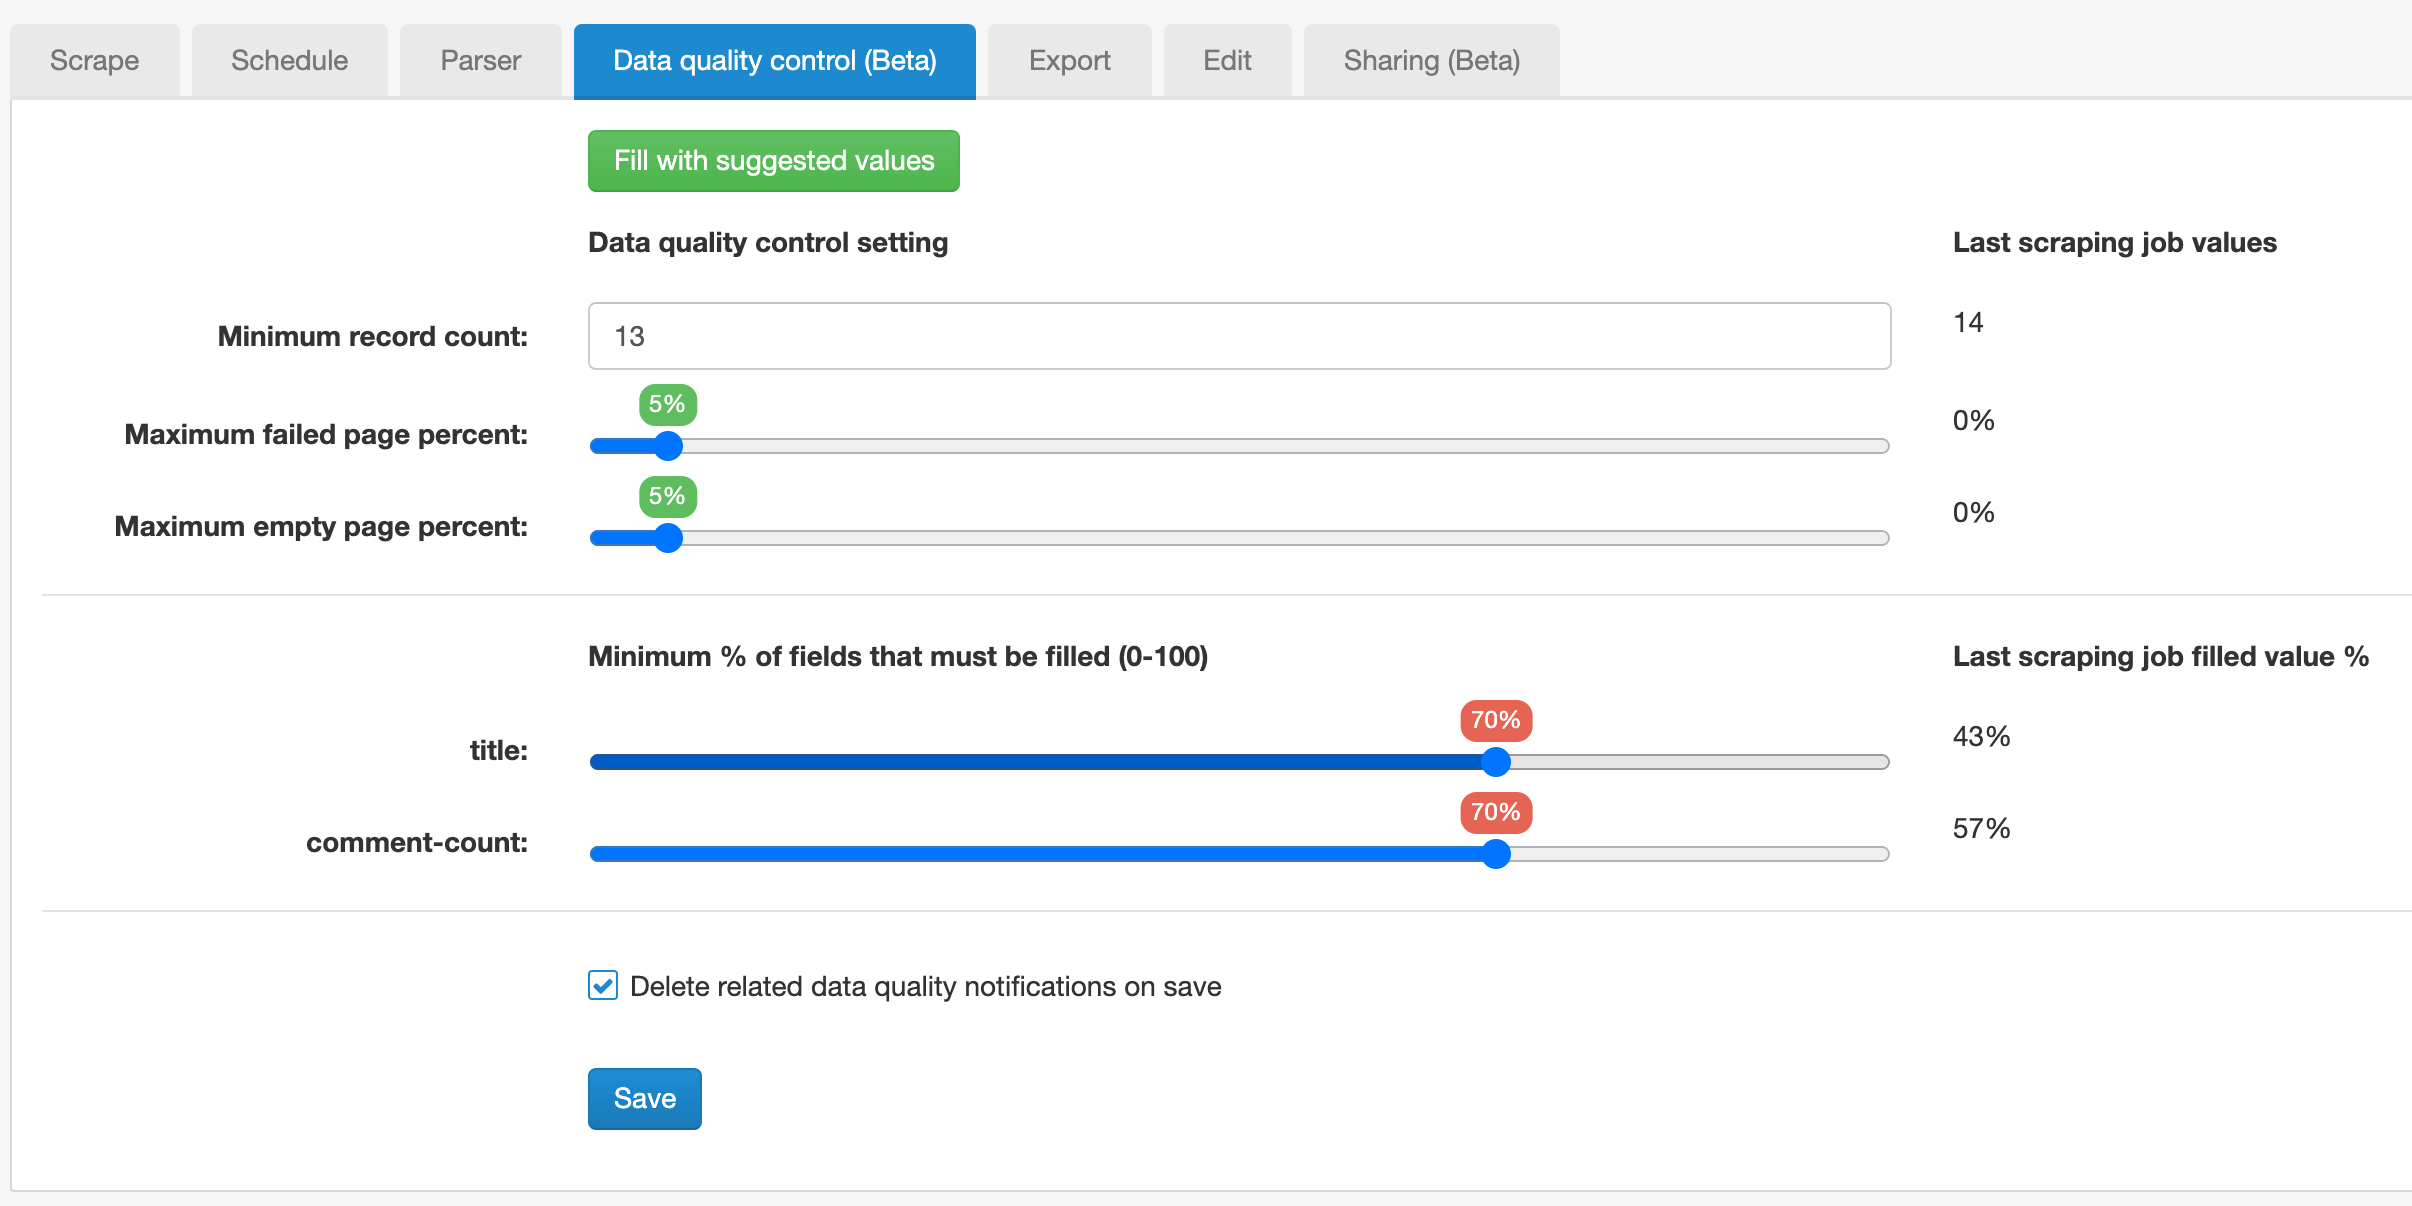 Scrape Schedule Parser Data quality control (Beta) Export Edit Sharing (Beta)
Fill with suggested values
Data quality control setting Last scraping job values
Minimum record count: 13 14
Maximum failed page percent: 5% 0%
Maximum empty page percent: 5% 0%
Minimum % of fields that must be filled (0-100) Last scraping job filled value %
title: 70% 43%
comment-count: 70% 57%
Delete related data quality notifications on save
Save